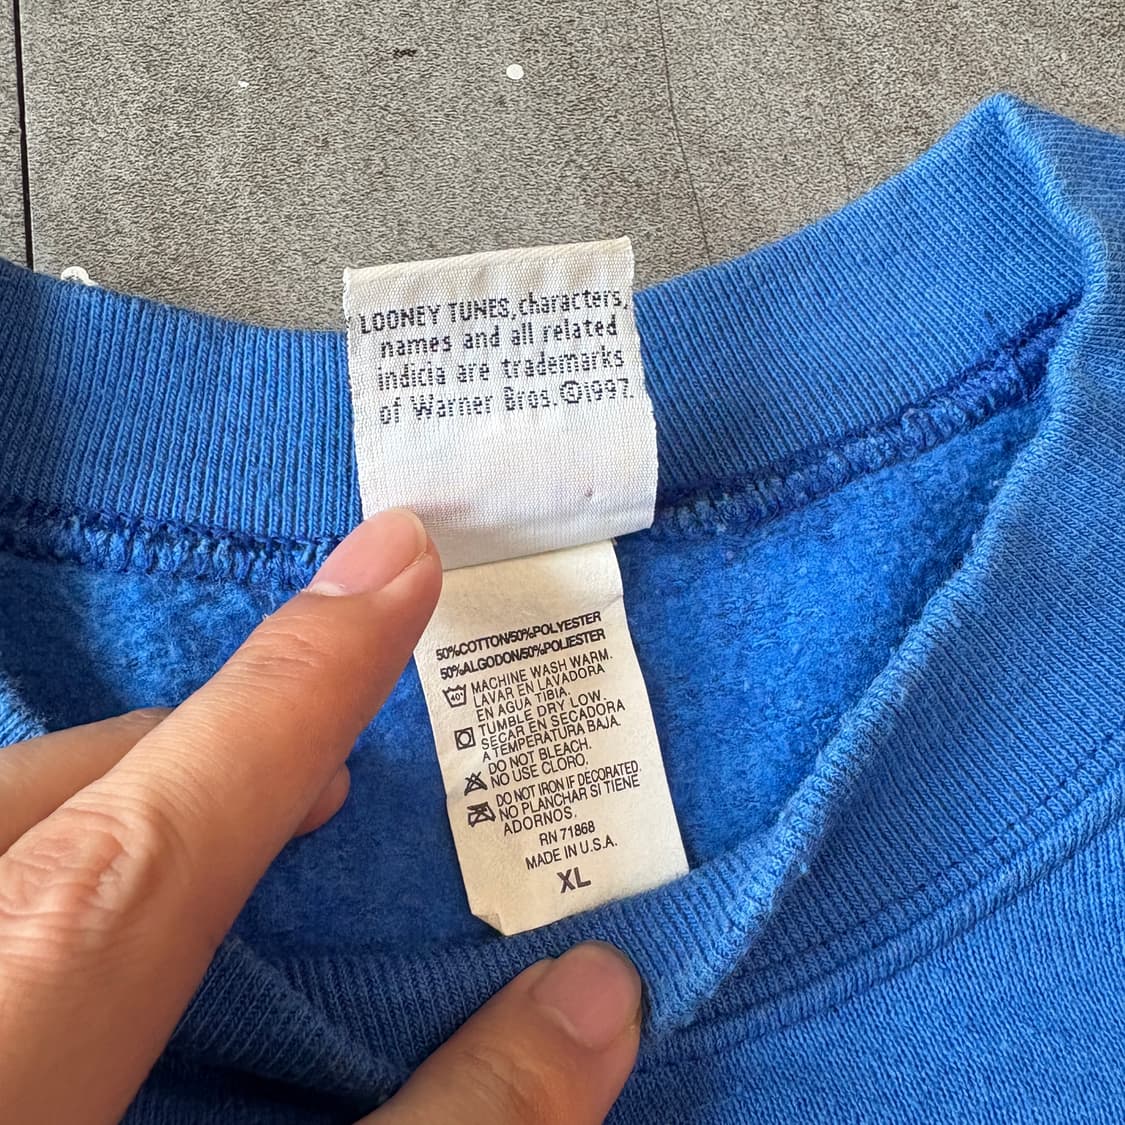 LOONEY TUNES, characters,
names and all related
indicia are trademarks
of Warner Bros. ©1997.
50%COTTON/50%POLYESTER
50%ALGODON/50%POLIESTER
40° MACHINE WASH WARM.
LAVAR EN LAVADORA
EN AGUA TIBIA.
TUMBLE DRY LOW.
SECAR EN SECADORA
A TEMPERATURA BAJA.
DO NOT BLEACH.
NO USE CLORO.
DO NOT IRON IF DECORATED.
NO PLANCHAR SI TIENE
ADORNOS.
RN 71868
MADE IN U.S.A.
XL